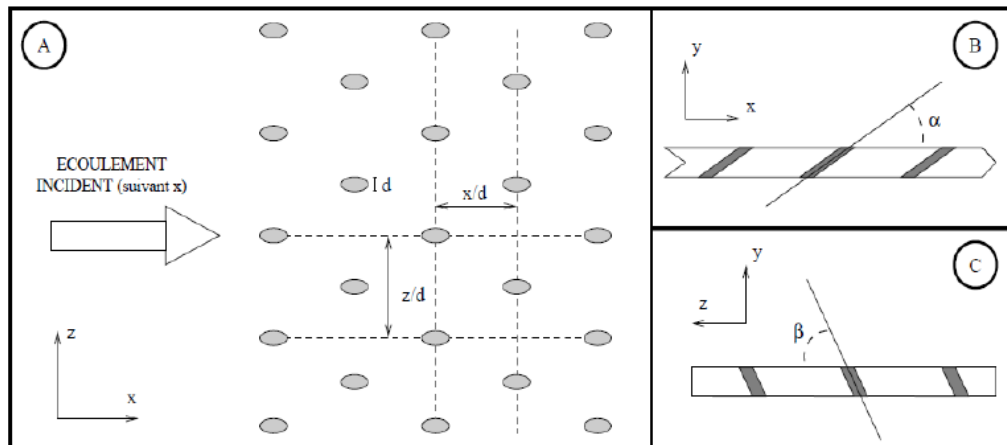 A
ECOULEMENT
INCIDENT (suivant x)
I d
x/d
z/d
z
x
B
y
x
α
C
y
z
β